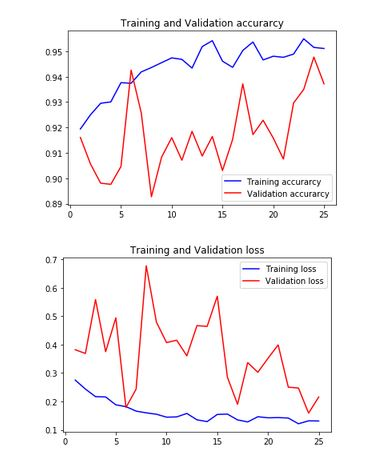 Training and Validation accurarcy
0.95
0.94
0.93
0.92
0.91
0.90
0.89
0 5 10 15 20 25
Training accurarcy
Validation accurarcy
Training and Validation loss
0.7
0.6
0.5
0.4
0.3
0.2
0.1
0 5 10 15 20 25
Training loss
Validation loss